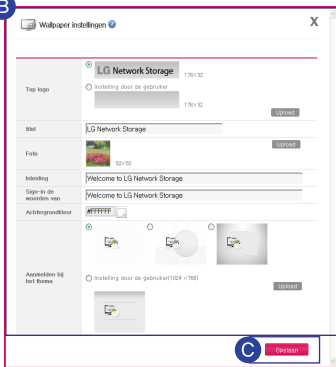 B
Wallpaper instellingen ? X
Top logo
LG Network Storage 176×32
Instelling door de gebruiker
176×32
Upload
titel
LG Network Storage
Foto
50×50
Upload
Inleiding
Welcome to LG Network Storage
Sign-in de woorden van
Welcome to LG Network Storage
Achtergrondkleur
#FFFFFF
Aanmelden bij het thema
Instelling door de gebruiker(1024 ×768)
Upload
C
Opslaan